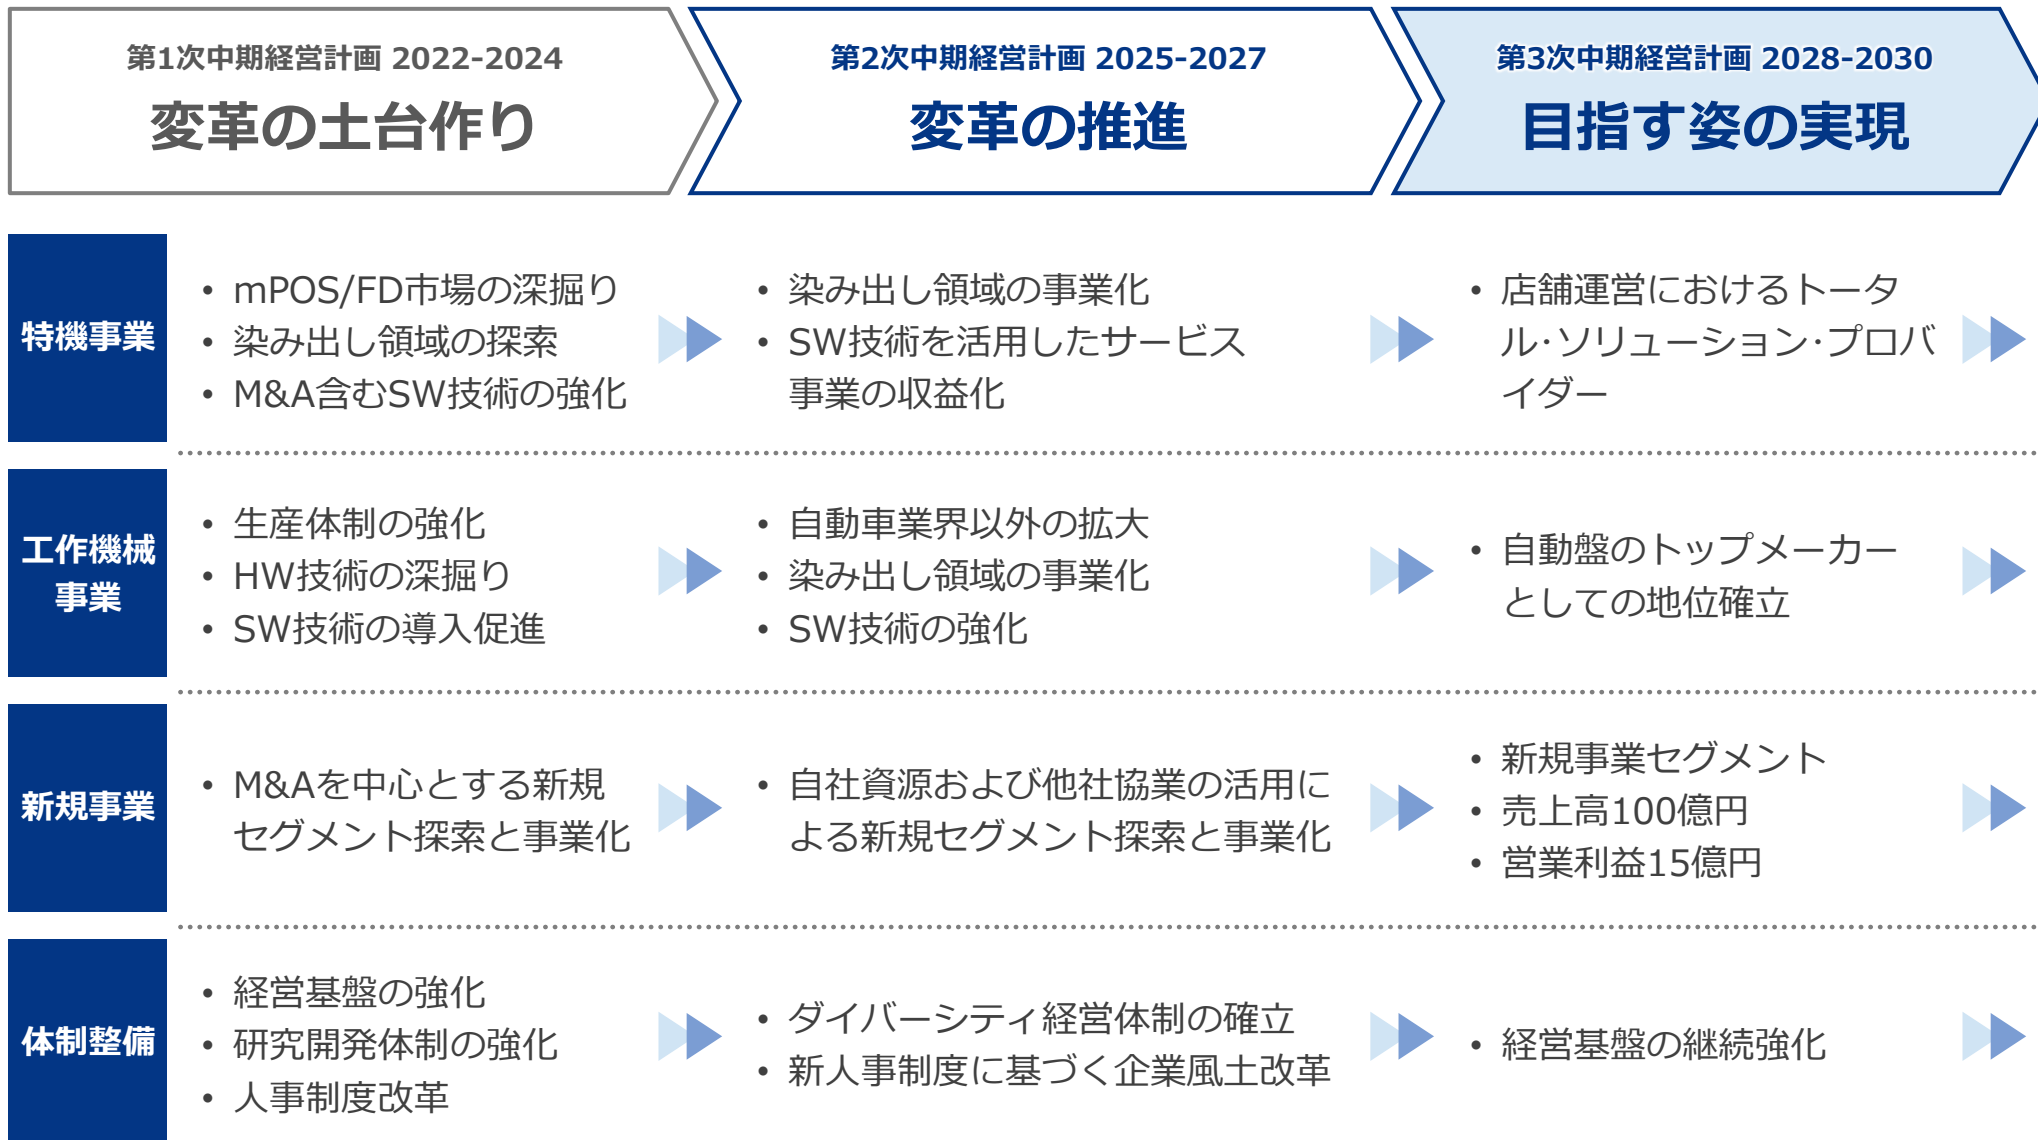 第1次中期経営計画 2022-2024
変革の土台作り
第2次中期経営計画 2025-2027
変革の推進
第3次中期経営計画 2028-2030
目指す姿の実現
特機事業
• mPOS/FD市場の深掘り
• 染み出し領域の探索
• M&A含むSW技術の強化
• 染み出し領域の事業化
• SW技術を活用したサービス
事業の収益化
• 店舗運営におけるトータ
ル･ソリューション･プロバ
イダー
工作機械
事業
• 生産体制の強化
• HW技術の深掘り
• SW技術の導入促進
• 自動車業界以外の拡大
• 染み出し領域の事業化
• SW技術の強化
• 自動盤のトップメーカー
としての地位確立
新規事業
• M&Aを中心とする新規
セグメント探索と事業化
• 自社資源および他社協業の活用に
よる新規セグメント探索と事業化
• 新規事業セグメント
• 売上高100億円
• 営業利益15億円
体制整備
• 経営基盤の強化
• 研究開発体制の強化
• 人事制度改革
• ダイバーシティ経営体制の確立
• 新人事制度に基づく企業風土改革
• 経営基盤の継続強化